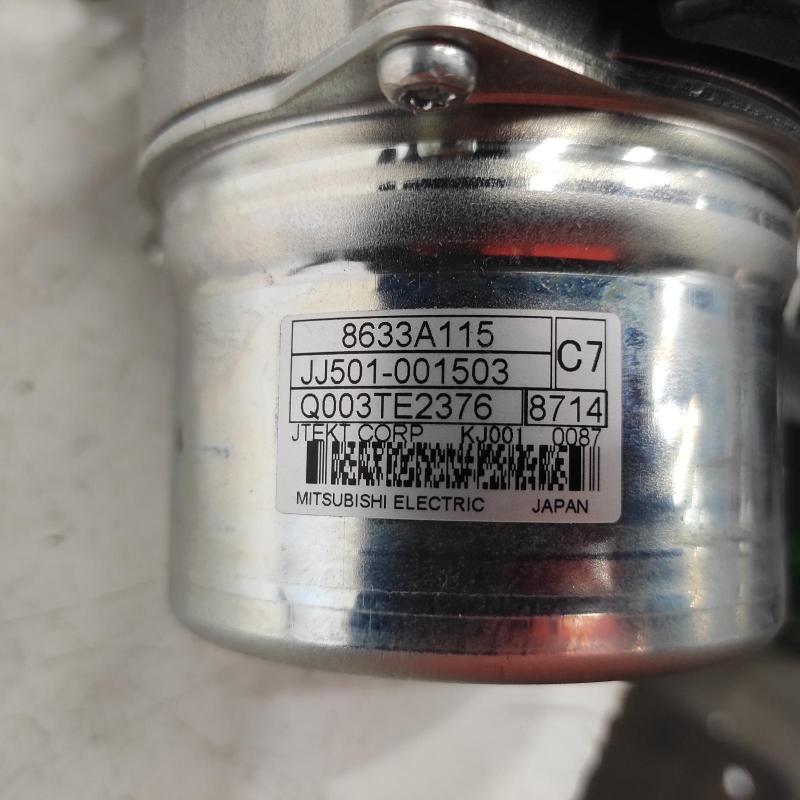 8633A115
C7
JJ501-001503
Q003TE2376 8714
JTEKT CORP KJ001 0087
MITSUBISHI ELECTRIC JAPAN